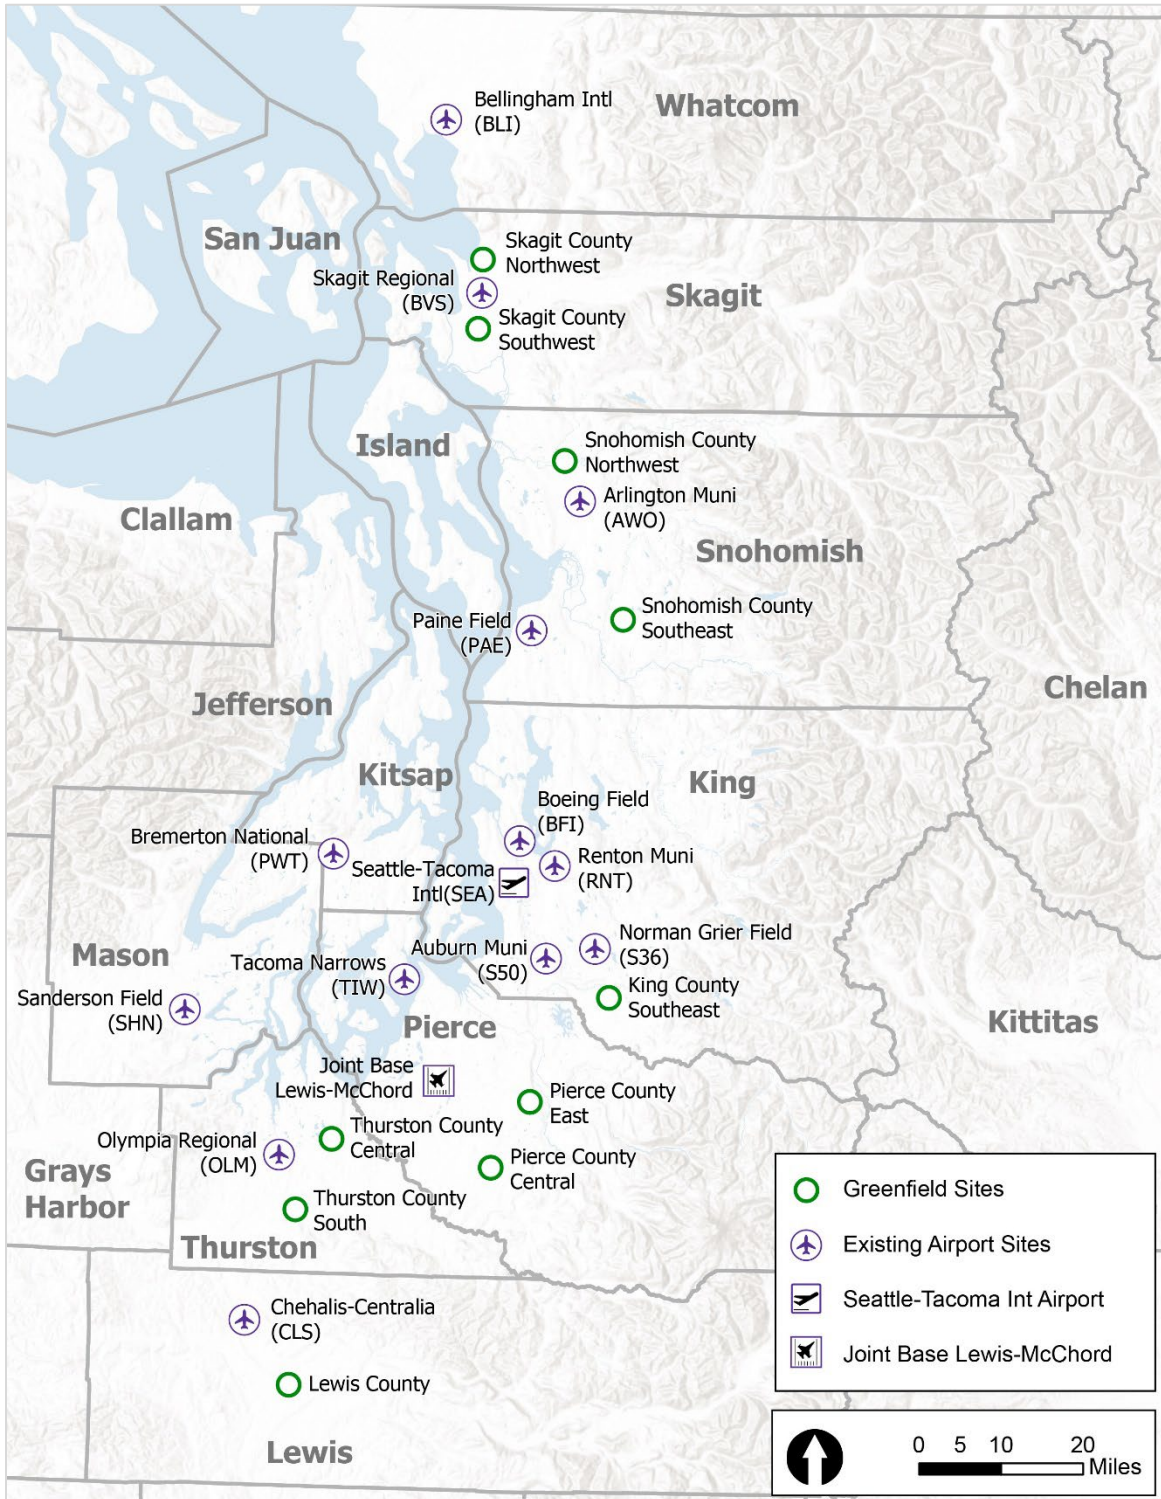 Bellingham Intl
(BLI)
Whatcom
San Juan
Skagit County
Northwest
Skagit Regional
(BVS)
Skagit
Skagit County
Southwest
Island
Snohomish County
Northwest
Arlington Muni
(AWO)
Clallam
Snohomish
Snohomish County
Southeast
Paine Field
(PAE)
Chelan
Jefferson
Kitsap
King
Boeing Field
(BFI)
Bremerton National
(PWT)
Renton Muni
(RNT)
Seattle-Tacoma
Intl(SEA)
Mason
Auburn Muni
(S50)
Norman Grier Field
(S36)
Tacoma Narrows
(TIW)
King County
Southeast
Sanderson Field
(SHN)
Pierce
Kittitas
Joint Base
Lewis-McChord
Pierce County
East
Thurston County
Central
Olympia Regional
(OLM)
Pierce County
Central
Grays
Harbor
Thurston County
South
Thurston
Chehalis-Centralia
(CLS)
Lewis County
Lewis
Greenfield Sites
Existing Airport Sites
Seattle-Tacoma Int Airport
Joint Base Lewis-McChord
0 5 10 20
Miles